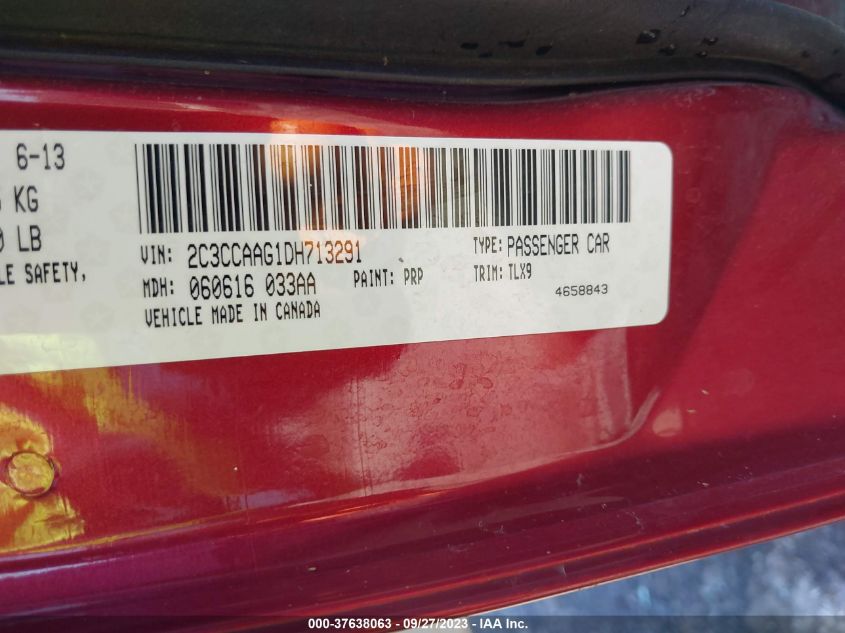 6-13
KG
LB
LE SAFETY,
VIN: 2C3CCAAG1DH713291
TYPE: PASSENGER CAR
MDH: 060616 033AA
PAINT: PRP
TRIM: TLX9
VEHICLE MADE IN CANADA
4658843
000-37638063 - 09/27/2023 - IAA Inc.